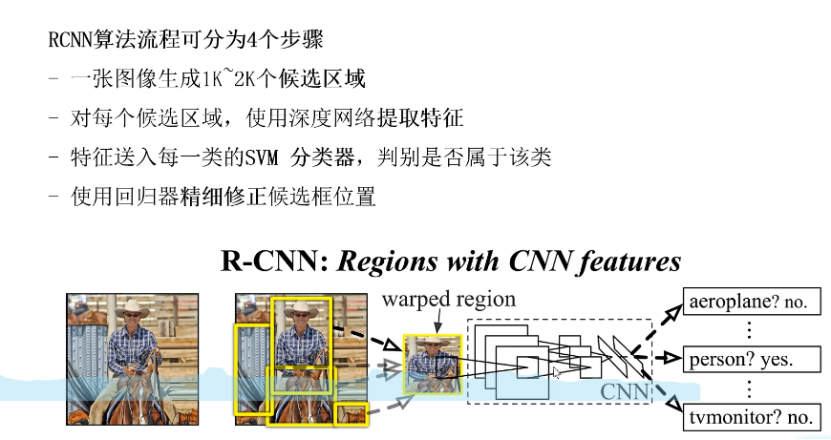 RCNN算法流程可分为4个步骤
- 一张图像生成1K~2K个候选区域
- 对每个候选区域，使用深度网络提取特征
- 特征送入每一类的SVM 分类器，判别是否属于该类
- 使用回归器精细修正候选框位置
R-CNN: Regions with CNN features
warped region
aeroplane? no.
⋮
person? yes.
CNN
⋮
tvmonitor? no.